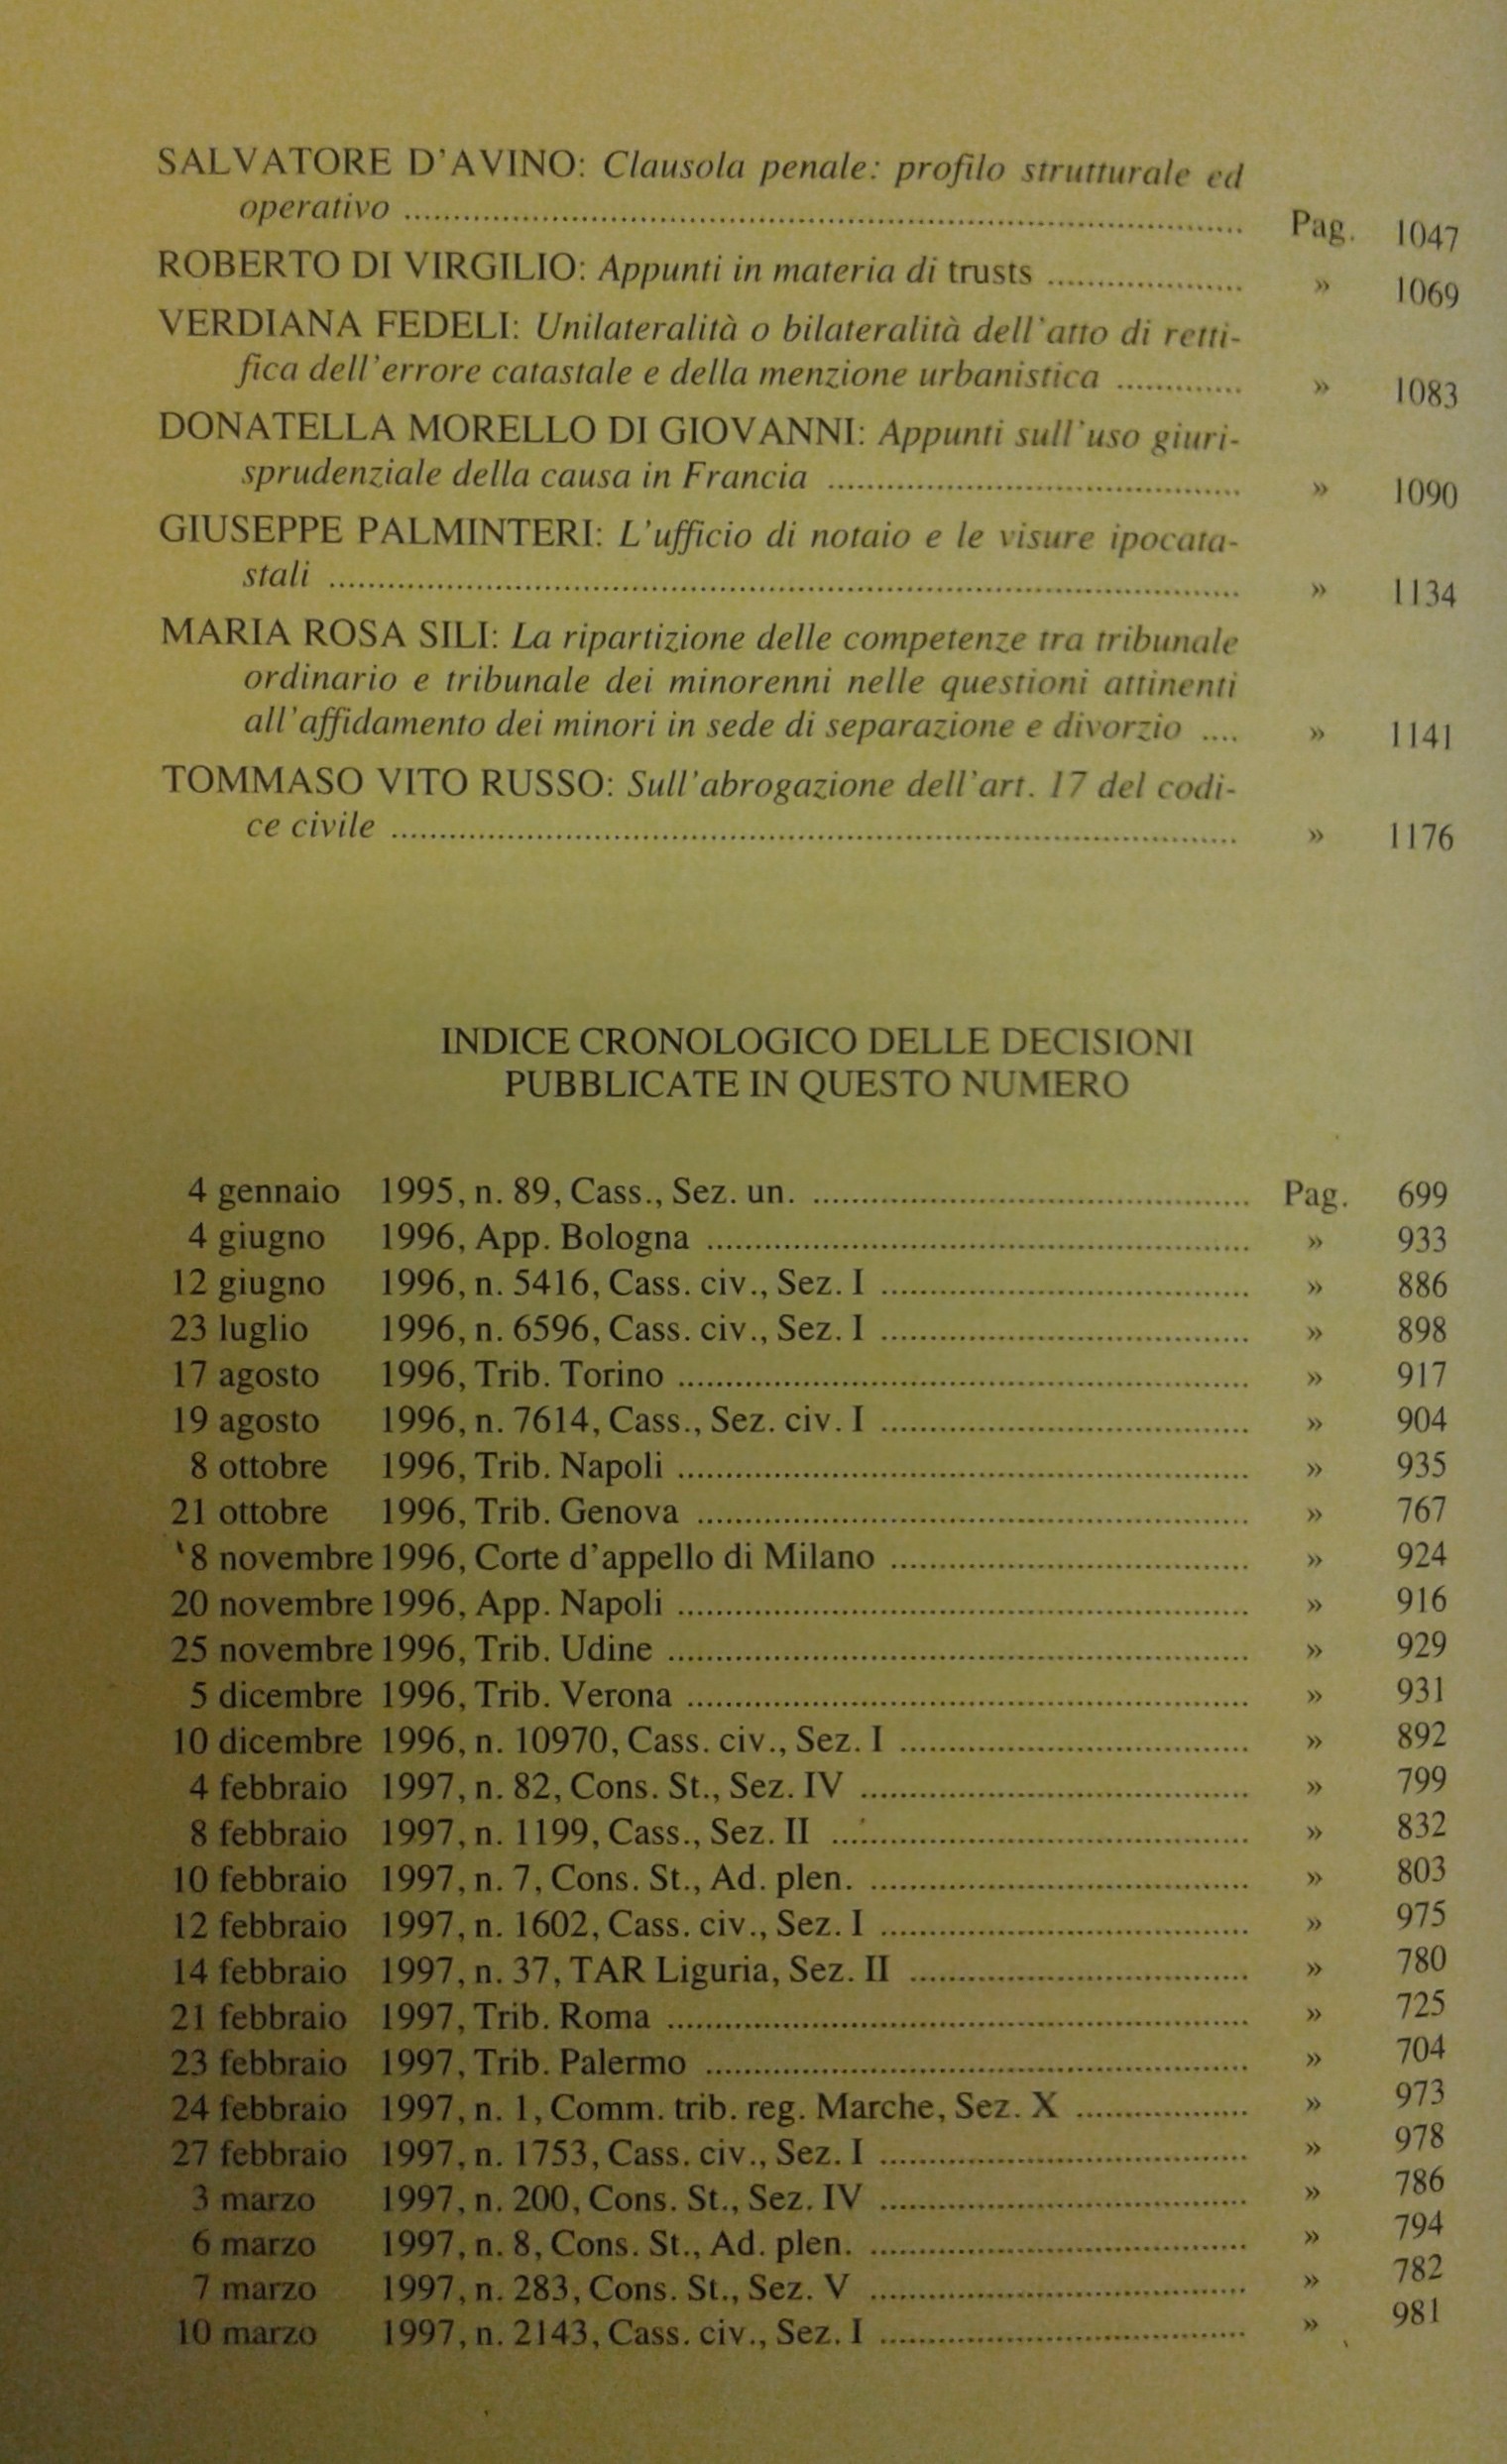 SALVATORE D'AVINO: Clausola penale: profilo strutturale ed
operativo ........................................ Pag. 1047
ROBERTO DI VIRGILIO: Appunti in materia di trusts .................... » 1069
VERDIANA FEDELI: Unilateralità o bilateralità dell'atto di retti-
fica dell'errore catastale e della menzione urbanistica ............. » 1083
DONATELLA MORELLO DI GIOVANNI: Appunti sull'uso giuri-
sprudenziale della causa in Francia ........................................ » 1090
GIUSEPPE PALMINTERI: L'ufficio di notaio e le visure ipocata-
stali ........................................ » 1134
MARIA ROSA SILI: La ripartizione delle competenze tra tribunale
ordinario e tribunale dei minorenni nelle questioni attinenti
all'affidamento dei minori in sede di separazione e divorzio .... » 1141
TOMMASO VITO RUSSO: Sull'abrogazione dell'art. 17 del codi-
ce civile ........................................ » 1176
INDICE CRONOLOGICO DELLE DECISIONI
PUBBLICATE IN QUESTO NUMERO
4 gennaio 1995, n. 89, Cass., Sez. un. ........................................ Pag. 699
4 giugno 1996, App. Bologna ........................................ » 933
12 giugno 1996, n. 5416, Cass. civ., Sez. I ........................................ » 886
23 luglio 1996, n. 6596, Cass. civ., Sez. I ........................................ » 898
17 agosto 1996, Trib. Torino ........................................ » 917
19 agosto 1996, n. 7614, Cass., Sez. civ. I ........................................ » 904
8 ottobre 1996, Trib. Napoli ........................................ » 935
21 ottobre 1996, Trib. Genova ........................................ » 767
8 novembre 1996, Corte d'appello di Milano ........................................ » 924
20 novembre 1996, App. Napoli ........................................ » 916
25 novembre 1996, Trib. Udine ........................................ » 929
5 dicembre 1996, Trib. Verona ........................................ » 931
10 dicembre 1996, n. 10970, Cass. civ., Sez. I ........................................ » 892
4 febbraio 1997, n. 82, Cons. St., Sez. IV ........................................ » 799
8 febbraio 1997, n. 1199, Cass., Sez. II ........................................ » 832
10 febbraio 1997, n. 7, Cons. St., Ad. plen. ........................................ » 803
12 febbraio 1997, n. 1602, Cass. civ., Sez. I ........................................ » 975
14 febbraio 1997, n. 37, TAR Liguria, Sez. II ........................................ » 780
21 febbraio 1997, Trib. Roma ........................................ » 725
23 febbraio 1997, Trib. Palermo ........................................ » 704
24 febbraio 1997, n. 1, Comm. trib. reg. Marche, Sez. X .................. » 973
27 febbraio 1997, n. 1753, Cass. civ., Sez. I ........................................ » 978
3 marzo 1997, n. 200, Cons. St., Sez. IV ........................................ » 786
6 marzo 1997, n. 8, Cons. St., Ad. plen. ........................................ » 794
7 marzo 1997, n. 283, Cons. St., Sez. V ........................................ » 782
10 marzo 1997, n. 2143, Cass. civ., Sez. I ........................................ » 981